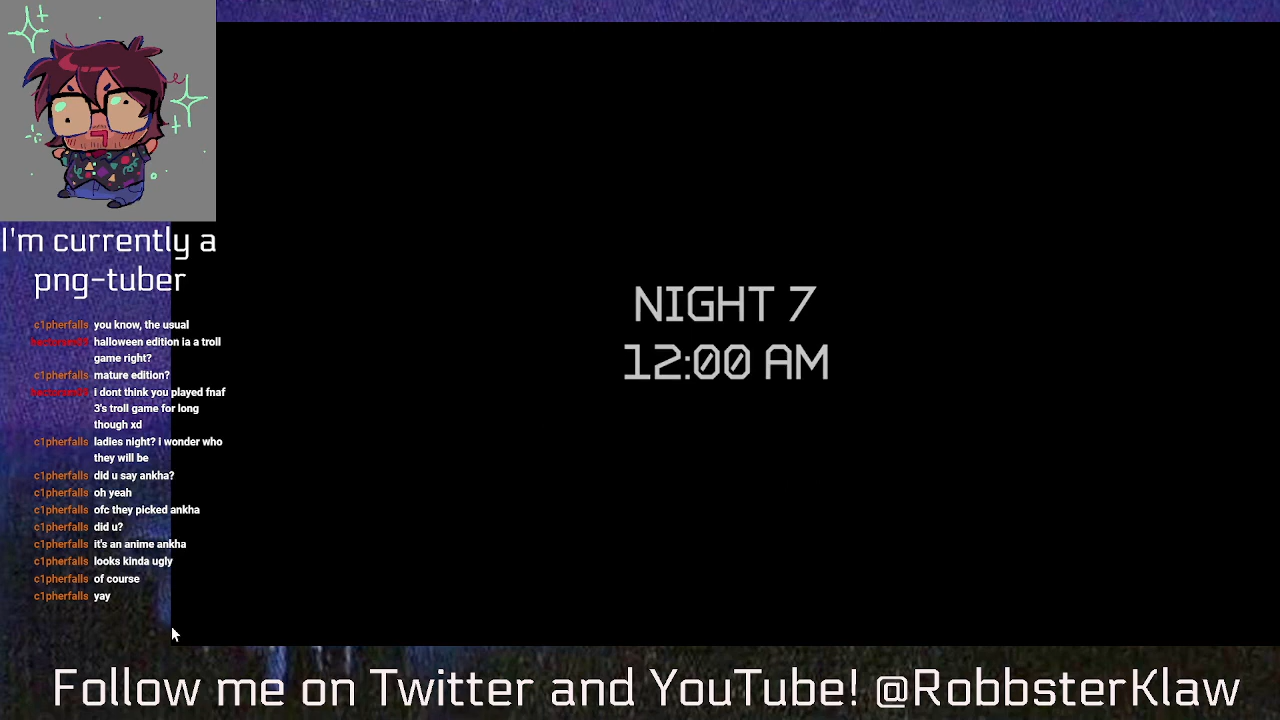 I'm currently a
png-tuber
c1pherfalls you know, the usual
halloween edition ia a troll
game right?
c1pherfalls mature edition?
i dont think you played fnaf
3's troll game for long
though xd
c1pherfalls ladies night? i wonder who
they will be
c1pherfalls did u say ankha?
c1pherfalls oh yeah
c1pherfalls ofc they picked ankha
c1pherfalls did u?
c1pherfalls it's an anime ankha
c1pherfalls looks kinda ugly
c1pherfalls of course
c1pherfalls yay
NIGHT 7
12:00 AM
Follow me on Twitter and YouTube! @RobbsterKlaw